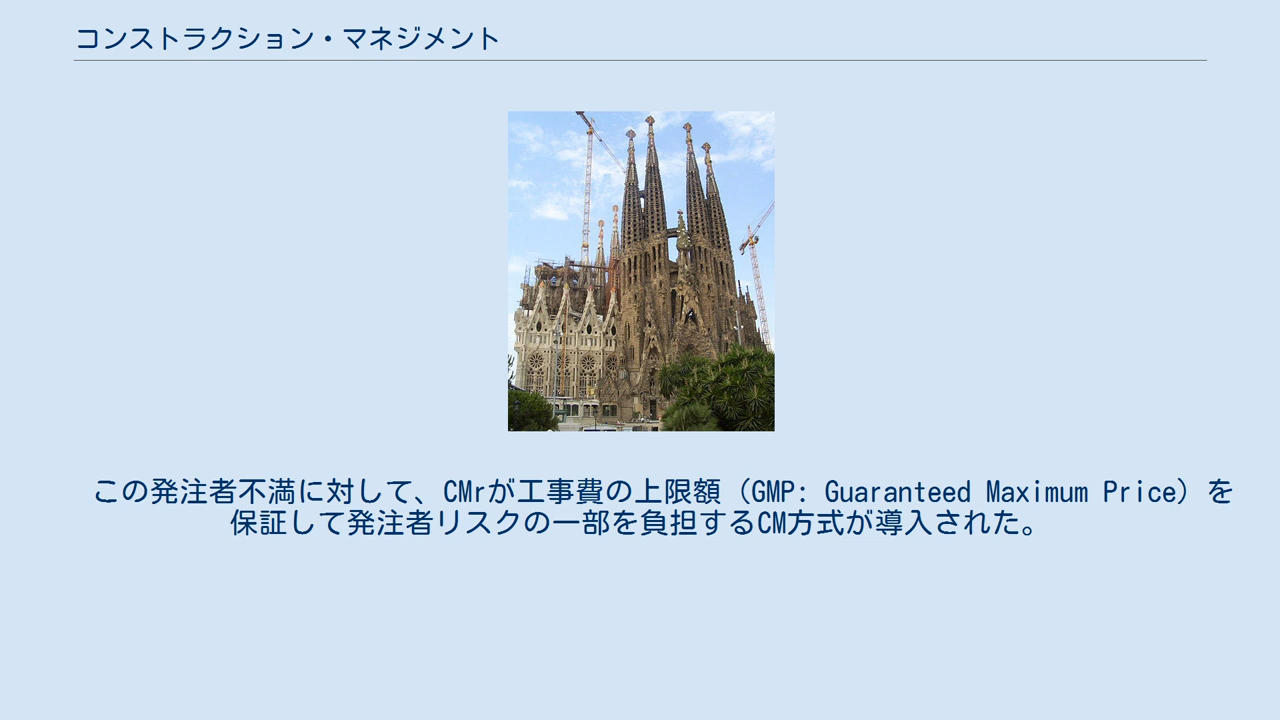 コンストラクション・マネジメント
この発注者不満に対して、CMrが工事費の上限額（GMP: Guaranteed Maximum Price）を
保証して発注者リスクの一部を負担するCM方式が導入された。